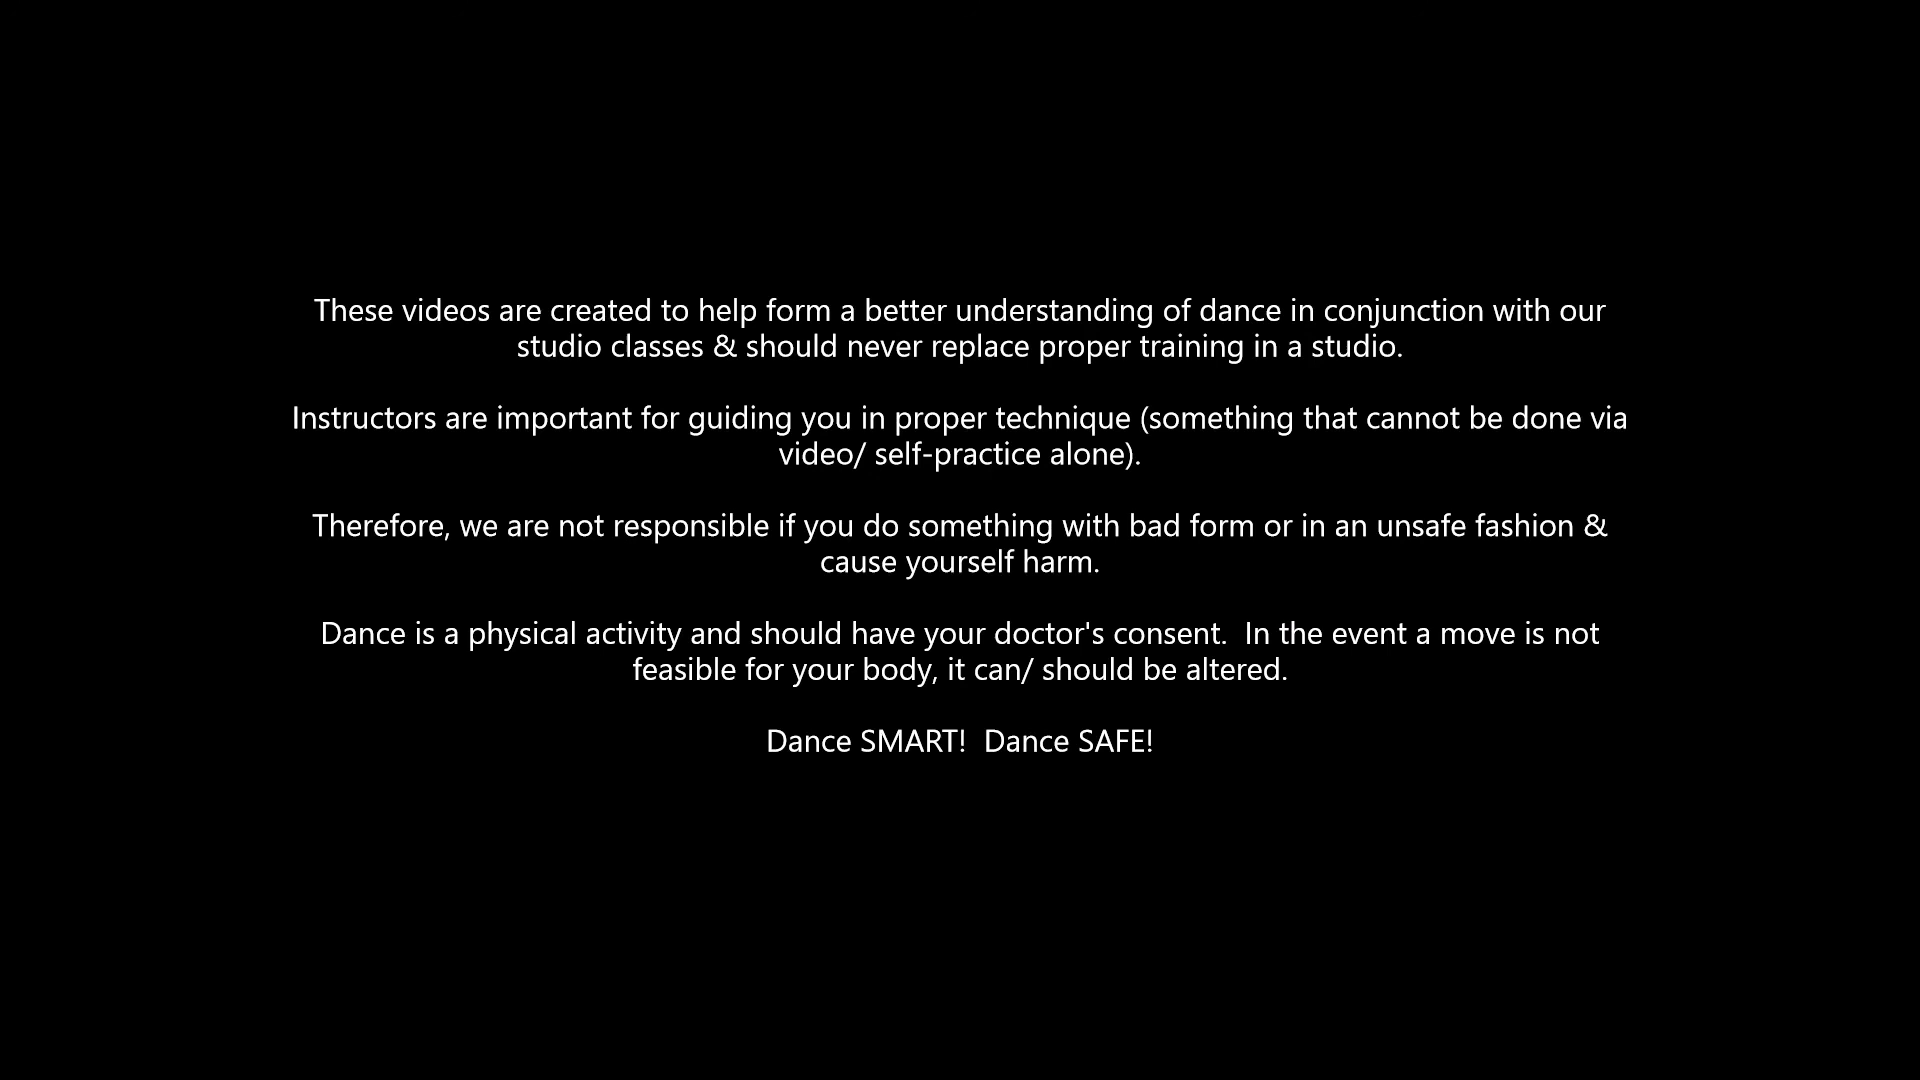 These videos are created to help form a better understanding of dance in conjunction with our
studio classes & should never replace proper training in a studio.
Instructors are important for guiding you in proper technique (something that cannot be done via
video/ self-practice alone).
Therefore, we are not responsible if you do something with bad form or in an unsafe fashion &
cause yourself harm.
Dance is a physical activity and should have your doctor's consent.  In the event a move is not
feasible for your body, it can/ should be altered.
Dance SMART!  Dance SAFE!